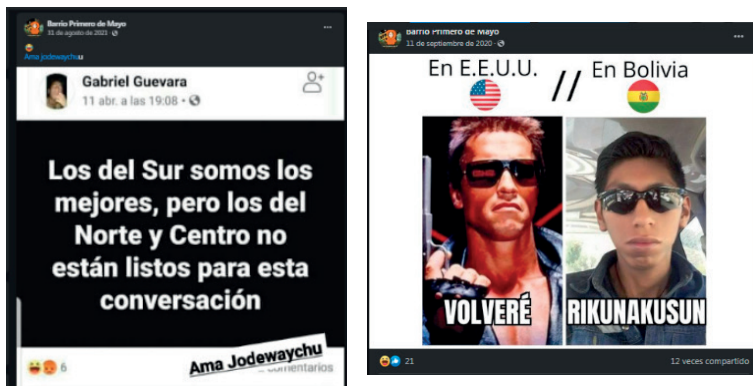 Barrio Primero de Mayo
31 de agosto de 2021
Ama jodewaychuu
Gabriel Guevara
11 abr. a las 19:08
Los del Sur somos los
mejores, pero los del
Norte y Centro no
están listos para esta
conversación
6
Ama Jodewaychu
comentarios
Barrio Primero de Mayo
11 de septiembre de 2020
En E.E.U.U. // En Bolivia
VOLVERÉ
RIKUNAKUSUN
21
12 veces compartido